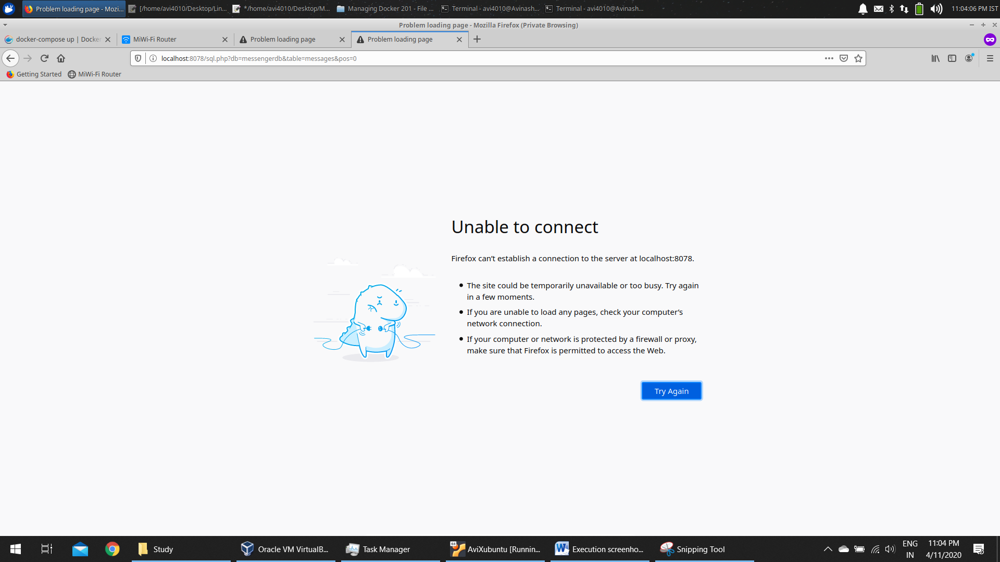 Problem loading page - Mozi...
[/home/avi4010/Desktop/Lin...
*/home/avi4010/Desktop/M...
Managing Docker 201 - File ...
Terminal - avi4010@Avinash...
Terminal - avi4010@Avinash...
11:04:06 PM IST
Problem loading page - Mozilla Firefox (Private Browsing)
docker-compose up | Docker
MiWi-Fi Router
Problem loading page
Problem loading page
localhost:8078/sql.php?db=messengerdb&table=messages&pos=0
Getting Started
MiWi-Fi Router
Unable to connect
Firefox can’t establish a connection to the server at localhost:8078.
The site could be temporarily unavailable or too busy. Try again
in a few moments.
If you are unable to load any pages, check your computer’s
network connection.
If your computer or network is protected by a firewall or proxy,
make sure that Firefox is permitted to access the Web.
Try Again
Study
Oracle VM VirtualB...
Task Manager
64
AviXubuntu [Runnin...
Execution screenho...
Snipping Tool
ENG
IN
11:04 PM
4/11/2020